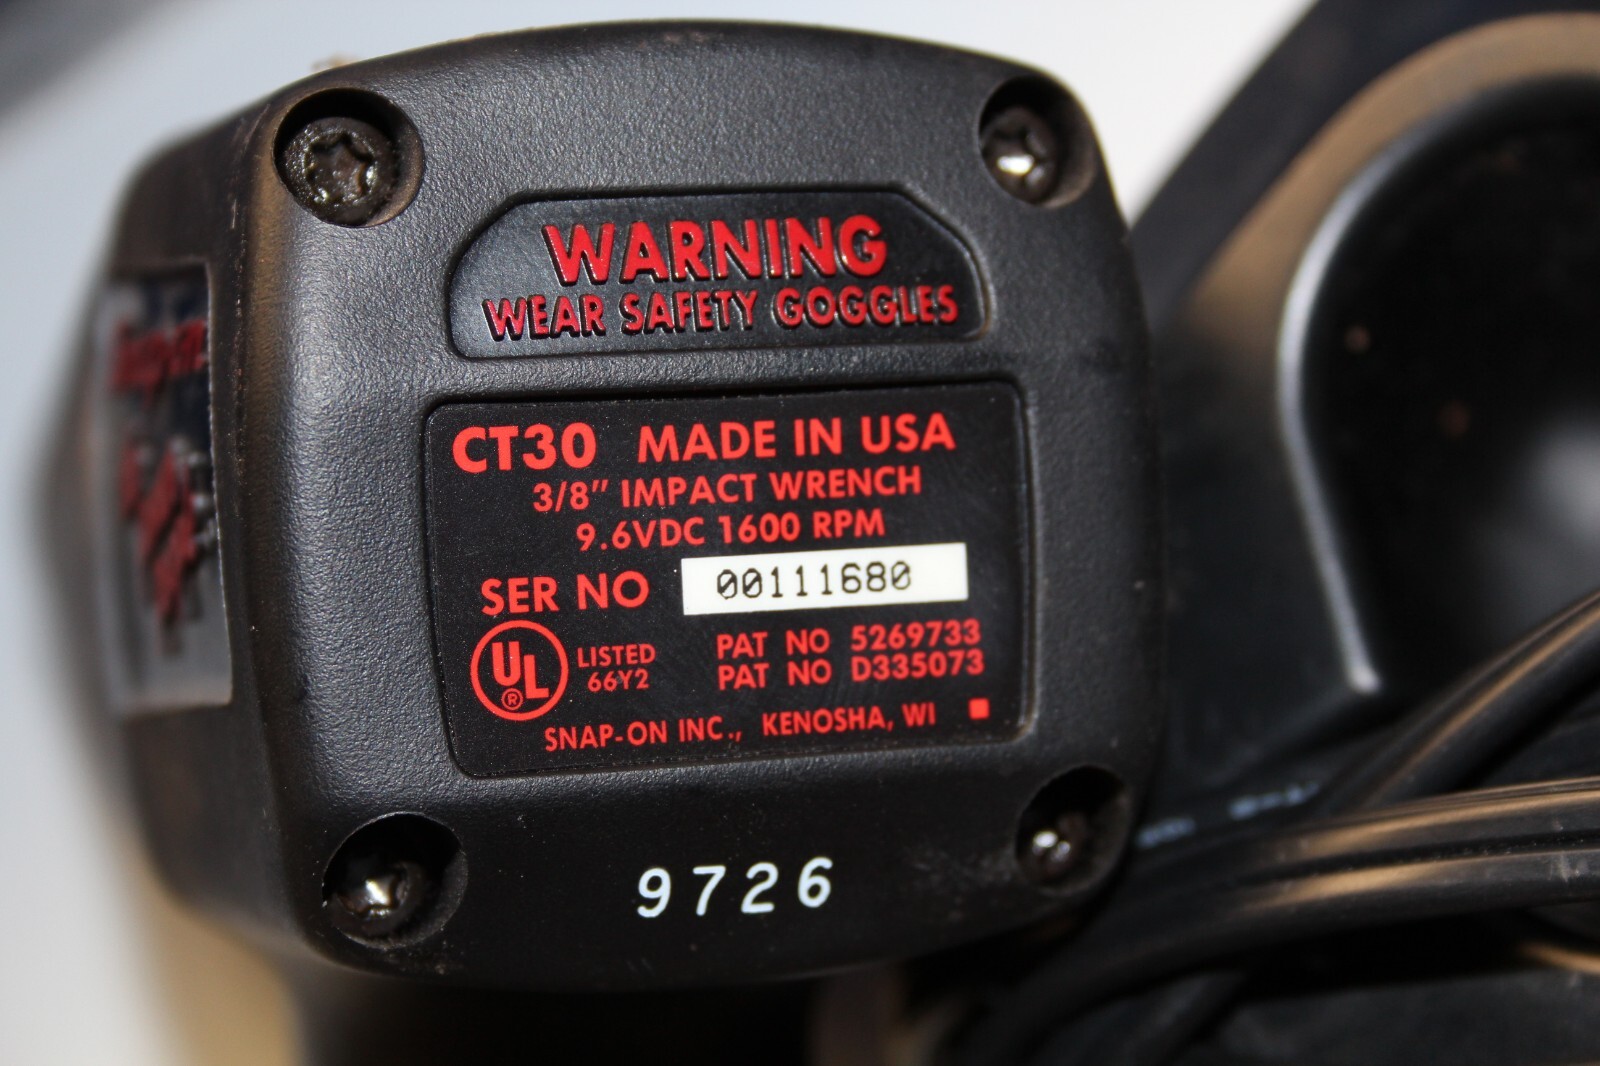 WARNING
WEAR SAFETY GOGGLES
CT30 MADE IN USA
3/8" IMPACT WRENCH
9.6VDC 1600 RPM
SER NO 00111680
UL ® LISTED
66Y2
PAT NO 5269733
PAT NO D335073
SNAP-ON INC., KENOSHA, WI
9726